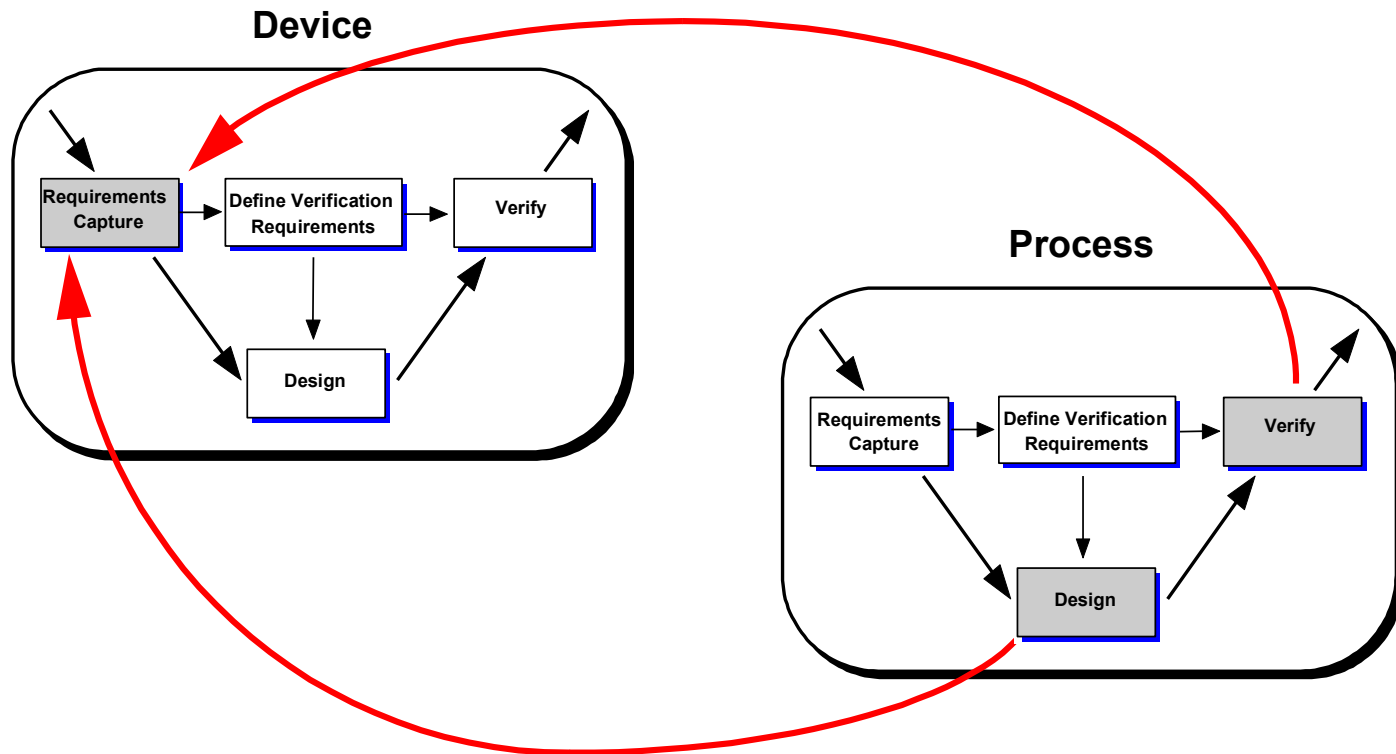 Device
Requirements
Capture
Define Verification
Requirements
Verify
Design
Process
Requirements
Capture
Define Verification
Requirements
Verify
Design